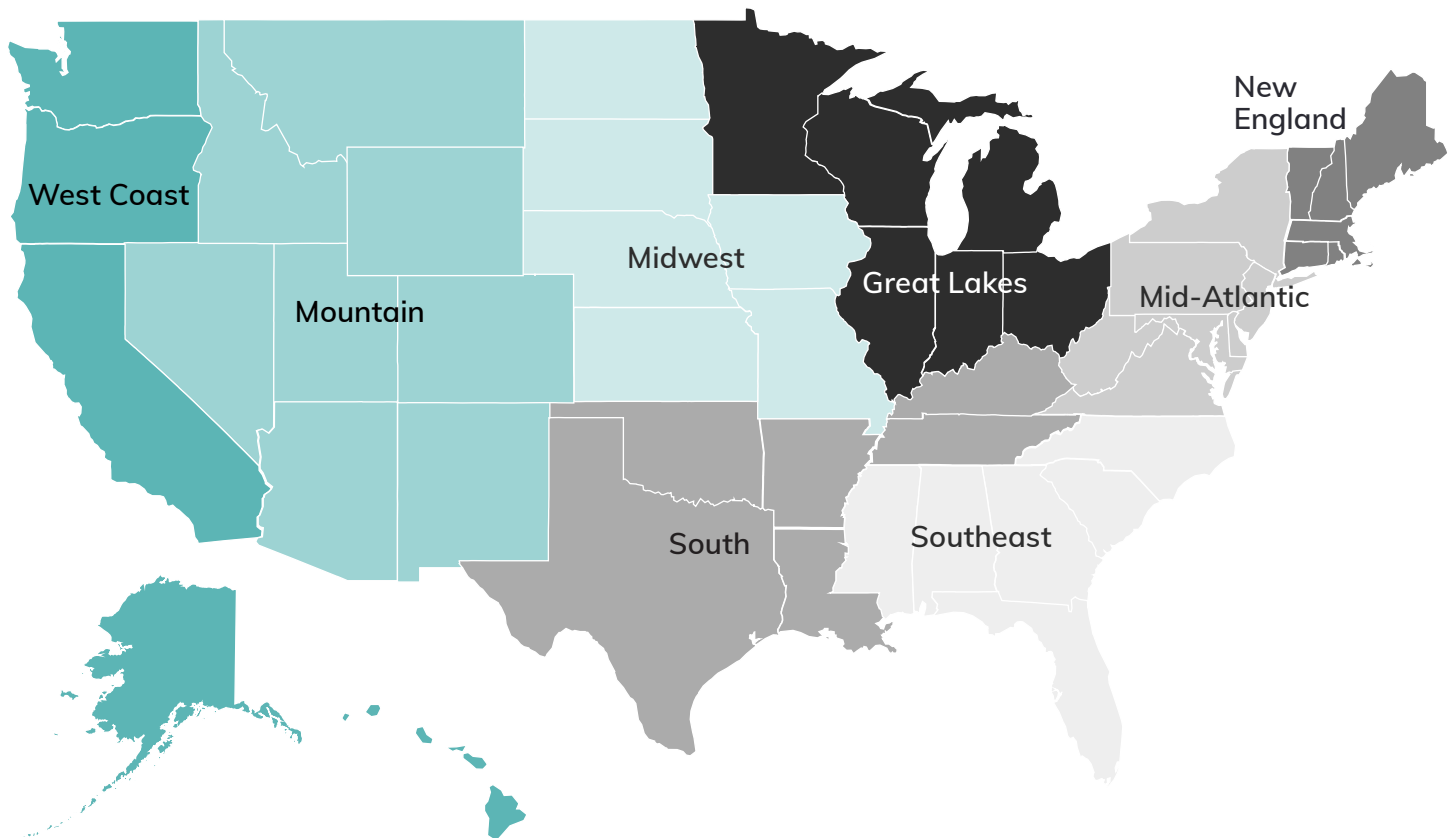 New
England
West Coast
Midwest
Great Lakes
Mid-Atlantic
Mountain
Southeast
South